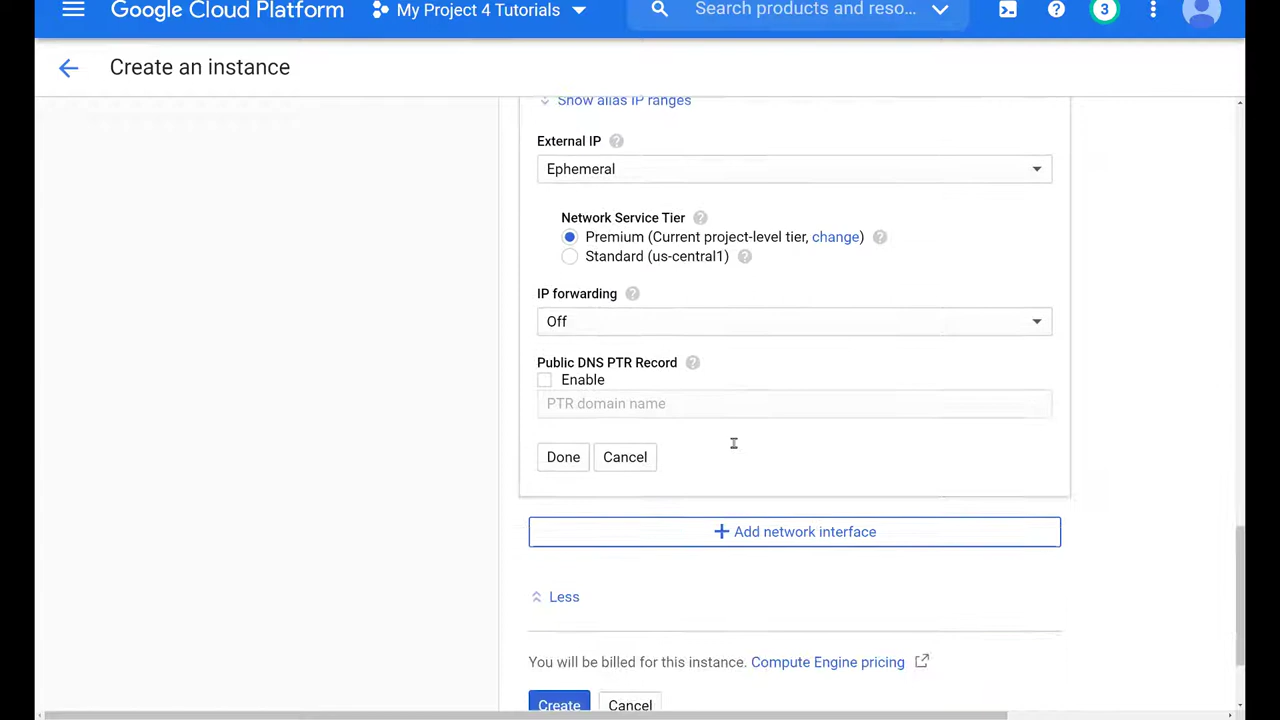 Google Cloud Platform
My Project 4 Tutorials
Search products and reso...
?
3
Create an instance
Show alias IP ranges
External IP ?
Ephemeral
Network Service Tier ?
Premium (Current project-level tier, change) ?
Standard (us-central1) ?
IP forwarding ?
Off
Public DNS PTR Record ?
Enable
PTR domain name
Done
Cancel
Add network interface
Less
You will be billed for this instance. Compute Engine pricing
Create
Cancel